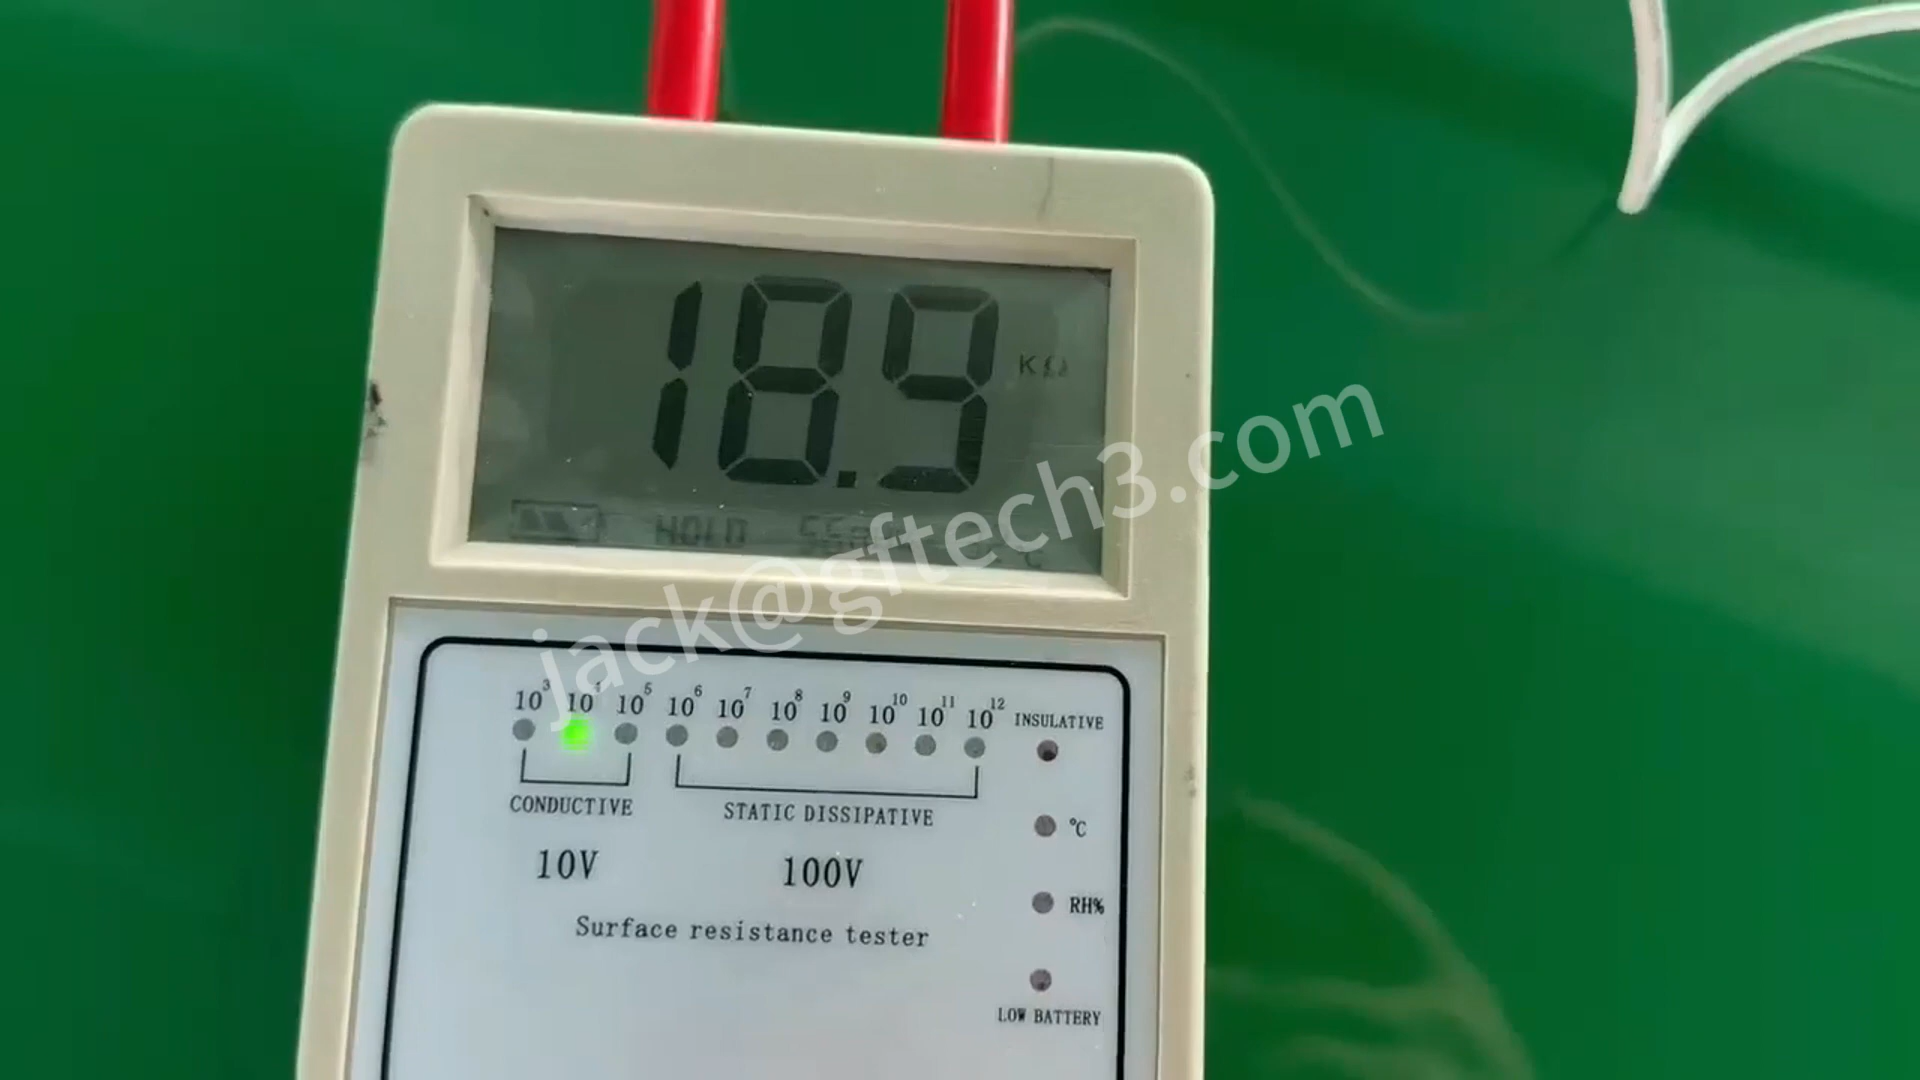 18.9 KΩ
HOLD
℃
jack@gftech3.com
10³ 10⁴ 10⁵ 10⁶ 10⁷ 10⁸ 10⁹ 10¹⁰ 10¹¹ 10¹² INSULATIVE
CONDUCTIVE STATIC DISSIPATIVE ℃
10V 100V
RH%
Surface resistance tester
LOW BATTERY